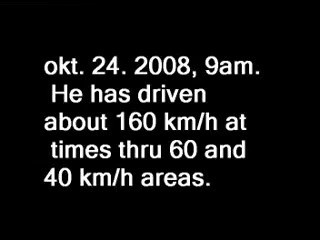 okt. 24. 2008, 9am.
He has driven
about 160 km/h at
times thru 60 and
40 km/h areas.